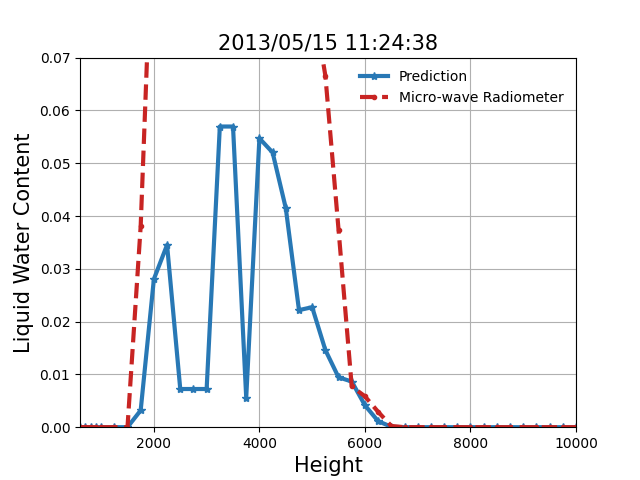 2013/05/15 11:24:38
0.07
0.06
0.05
0.04
0.03
0.02
0.01
0.00
Liquid Water Content
Prediction
Micro-wave Radiometer
2000 4000 6000 8000 10000
Height